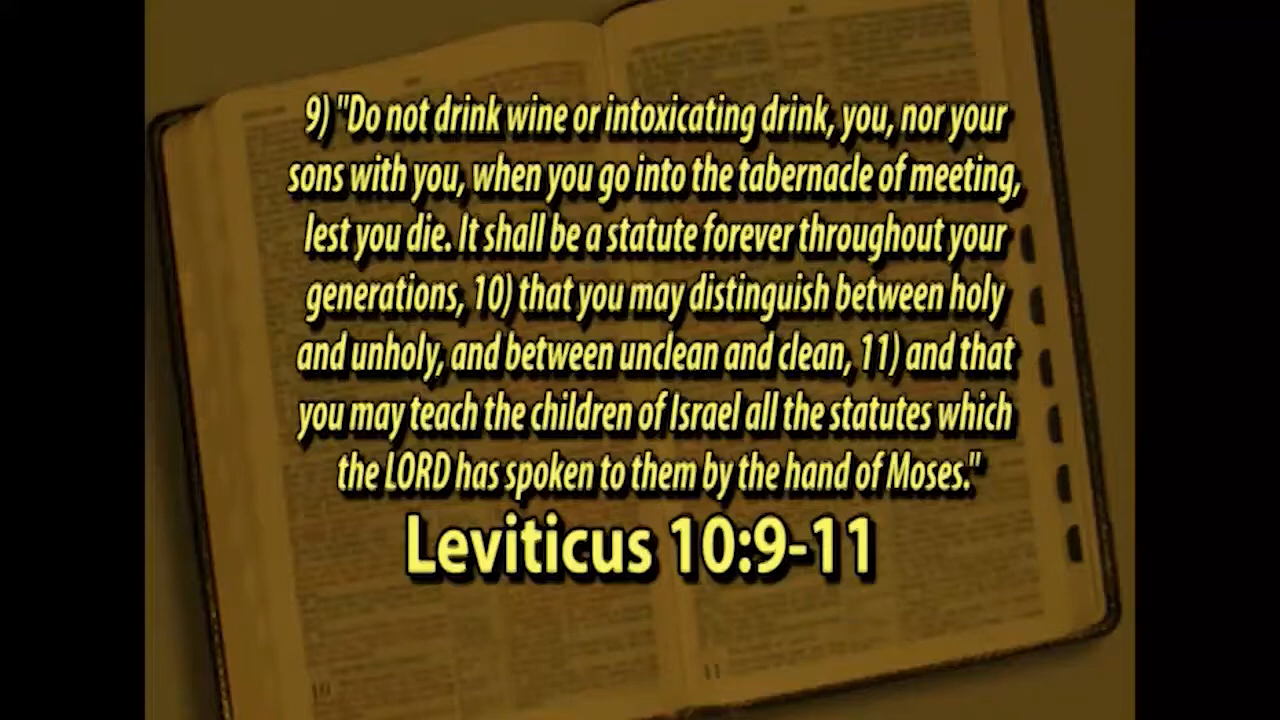 9) "Do not drink wine or intoxicating drink, you, nor your
sons with you, when you go into the tabernacle of meeting,
lest you die. It shall be a statute forever throughout your
generations, 10) that you may distinguish between holy
and unholy, and between unclean and clean, 11) and that
you may teach the children of Israel all the statutes which
the LORD has spoken to them by the hand of Moses."
Leviticus 10:9-11